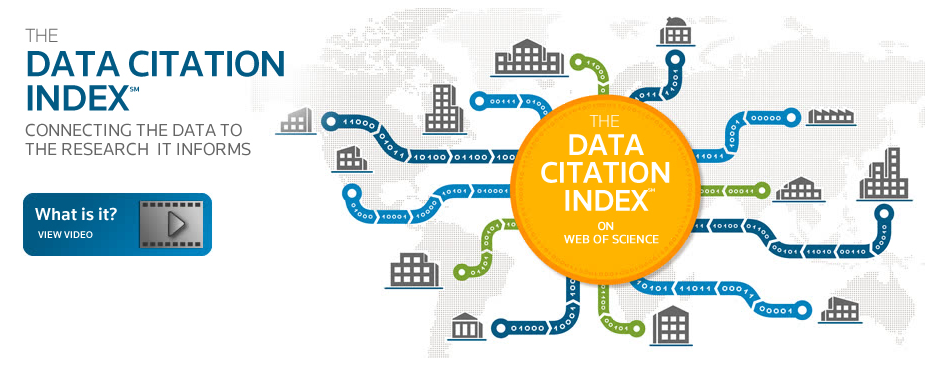 THE
DATA CITATION
INDEX℠
CONNECTING THE DATA TO
THE RESEARCH IT INFORMS
What is it?
VIEW VIDEO
THE
DATA
CITATION
INDEX℠
ON
WEB OF SCIENCE